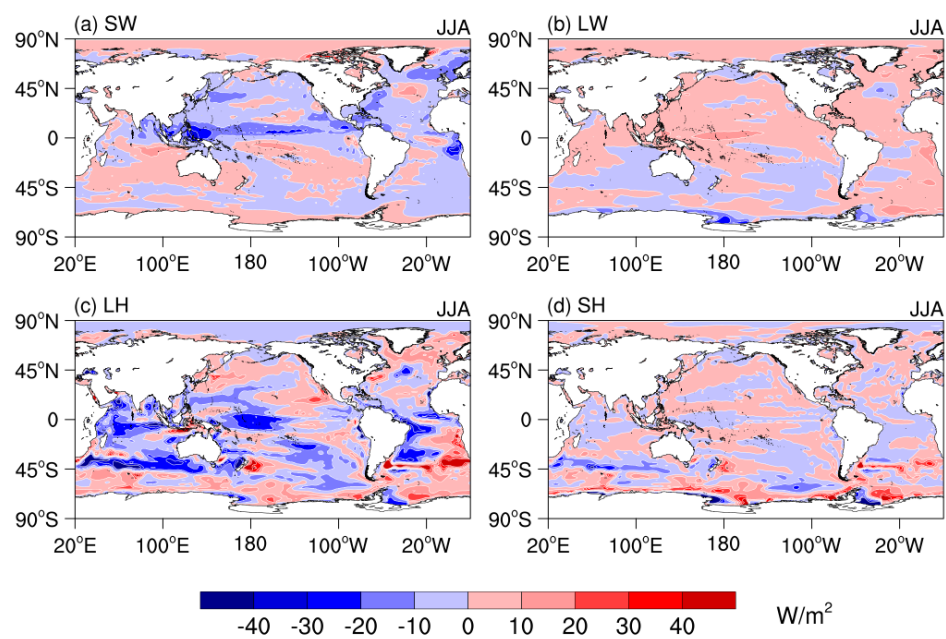 (a) SW JJA
(b) LW JJA
90°N 90°N
45°N 45°N
0 0
45°S 45°S
90°S 90°S
20°E 100°E 180 100°W 20°W 20°E 100°E 180 100°W 20°W
(c) LH JJA
(d) SH JJA
90°N 90°N
45°N 45°N
0 0
45°S 45°S
90°S 90°S
20°E 100°E 180 100°W 20°W 20°E 100°E 180 100°W 20°W
-40 -30 -20 -10 0 10 20 30 40 W/m²